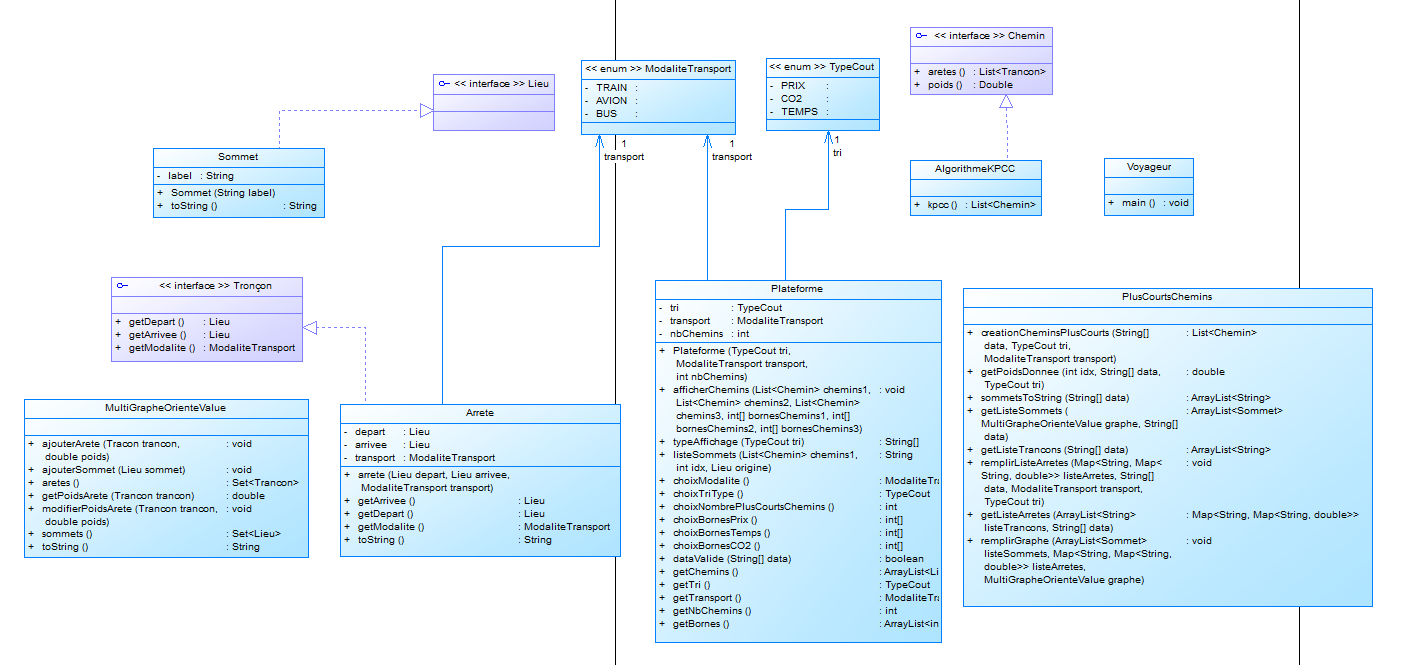 << interface >> Chemin
+ aretes () : List<Trancon>
+ poids () : Double
<< interface >> Lieu
<< enum >> ModaliteTransport
- TRAIN :
- AVION :
- BUS :
<< enum >> TypeCout
- PRIX :
- CO2 :
- TEMPS :
1
transport
1
transport
1
tri
Sommet
- label : String
+ Sommet (String label)
+ toString () : String
AlgorithmeKPCC
+ kpcc () : List<Chemin>
Voyageur
+ main () : void
<< interface >> Tronçon
+ getDepart () : Lieu
+ getArrivee () : Lieu
+ getModalite () : ModaliteTransport
MultiGrapheOrienteValue
+ ajouterArete (Tracon trancon, : void
double poids)
+ ajouterSommet (Lieu sommet) : void
+ aretes () : Set<Trancon>
+ getPoidsArete (Trancon trancon) : double
+ modifierPoidsArete (Trancon trancon, : void
double poids)
+ sommets () : Set<Lieu>
+ toString () : String
Arrete
- depart : Lieu
- arrivee : Lieu
- transport : ModaliteTransport
+ arrete (Lieu depart, Lieu arrivee,
ModaliteTransport transport)
+ getArrivee () : Lieu
+ getDepart () : Lieu
+ getModalite () : ModaliteTransport
+ toString () : String
Plateforme
- tri : TypeCout
- transport : ModaliteTransport
- nbChemins : int
+ Plateforme (TypeCout tri,
ModaliteTransport transport,
int nbChemins)
+ afficherChemins (List<Chemin> chemins1, : void
List<Chemin> chemins2, List<Chemin>
chemins3, int[] bornesChemins1, int[]
bornesChemins2, int[] bornesChemins3)
+ typeAffichage (TypeCout tri) : String[]
+ listeSommets (List<Chemin> chemins1, : String
int idx, Lieu origine)
+ choixModalite () : ModaliteTra
+ choixTriType () : TypeCout
+ choixNombrePlusCourtsChemins () : int
+ choixBornesPrix () : int[]
+ choixBornesTemps () : int[]
+ choixBornesCO2 () : int[]
+ dataValide (String[] data) : boolean
+ getChemins () : ArrayList<Li
+ getTri () : TypeCout
+ getTransport () : ModaliteTra
+ getNbChemins () : int
+ getBornes () : ArrayList<in
PlusCourtsChemins
+ creationCheminsPlusCourts (String[] : List<Chemin>
data, TypeCout tri,
ModaliteTransport transport)
+ getPoidsDonnee (int idx, String[] data, : double
TypeCout tri)
+ sommetsToString (String[] data) : ArrayList<String>
+ getListeSommets ( : ArrayList<Sommet>
MultiGrapheOrienteValue graphe, String[]
data)
+ getListeTrancons (String[] data) : ArrayList<String>
+ remplirListeArretes (Map<String, Map< : void
String, double>> listeArretes, String[]
data, ModaliteTransport transport,
TypeCout tri)
+ getListeArretes (ArrayList<String> : Map<String, Map<String, double>>
listeTrancons, String[] data)
+ remplirGraphe (ArrayList<Sommet> : void
listeSommets, Map<String, Map<String,
double>> listeArretes,
MultiGrapheOrienteValue graphe)